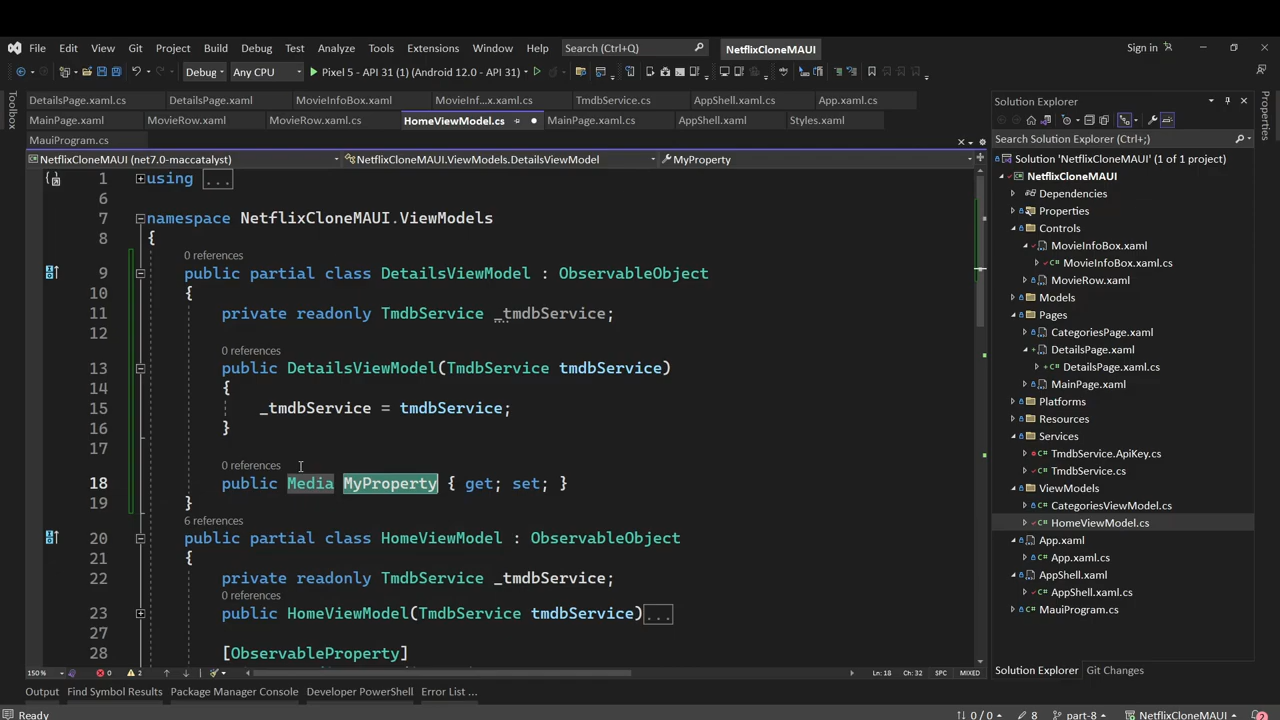 File Edit View Git Project Build Debug Test Analyze Tools Extensions Window Help Search (Ctrl+Q) NetflixCloneMAUI Sign in
Debug Any CPU Pixel 5 - API 31 (1) (Android 12.0 - API 31)
Toolbox
DetailsPage.xaml.cs DetailsPage.xaml MovieInfoBox.xaml MovieInf...x.xaml.cs TmdbService.cs AppShell.xaml.cs App.xaml.cs
MainPage.xaml MovieRow.xaml MovieRow.xaml.cs HomeViewModel.cs MainPage.xaml.cs AppShell.xaml Styles.xaml
MauiProgram.cs
NetflixCloneMAUI (net7.0-maccatalyst) NetflixCloneMAUI.ViewModels.DetailsViewModel MyProperty
1 using ...
6
7 namespace NetflixCloneMAUI.ViewModels
8 {
0 references
9 public partial class DetailsViewModel : ObservableObject
10 {
11 private readonly TmdbService _tmdbService;
12
0 references
13 public DetailsViewModel(TmdbService tmdbService)
14 {
15 _tmdbService = tmdbService;
16 }
17
0 references
18 public Media MyProperty { get; set; }
19 }
6 references
20 public partial class HomeViewModel : ObservableObject
21 {
22 private readonly TmdbService _tmdbService;
0 references
23 public HomeViewModel(TmdbService tmdbService)...
27
28 [ObservableProperty]
150 % 0 2 Ln: 18 Ch: 32 SPC MIXED
Output Find Symbol Results Package Manager Console Developer PowerShell Error List ...
Ready 0 / 0 8 part-8 NetflixCloneMAUI 2
Solution Explorer
Search Solution Explorer (Ctrl+;)
Solution 'NetflixCloneMAUI' (1 of 1 project)
NetflixCloneMAUI
Dependencies
Properties
Controls
MovieInfoBox.xaml
MovieInfoBox.xaml.cs
MovieRow.xaml
Models
Pages
CategoriesPage.xaml
DetailsPage.xaml
DetailsPage.xaml.cs
MainPage.xaml
Platforms
Resources
Services
TmdbService.ApiKey.cs
TmdbService.cs
ViewModels
CategoriesViewModel.cs
HomeViewModel.cs
App.xaml
App.xaml.cs
AppShell.xaml
AppShell.xaml.cs
MauiProgram.cs
Solution Explorer Git Changes
Properties